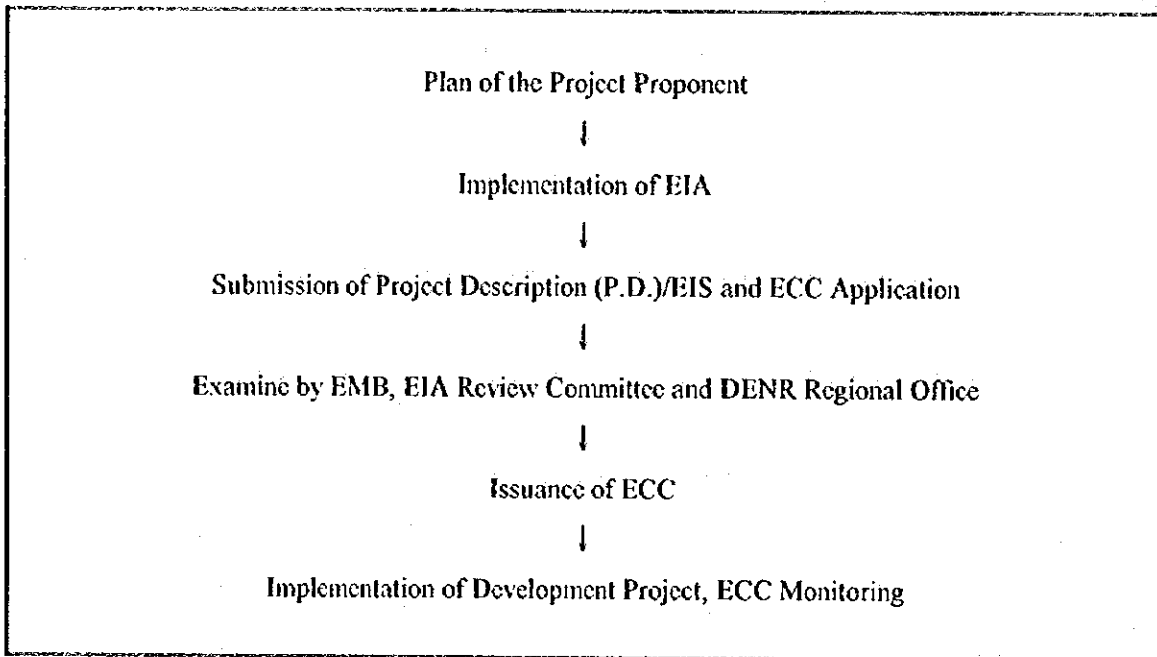 Plan of the Project Proponent
↓
Implementation of EIA
↓
Submission of Project Description (P.D.)/EIS and ECC Application
↓
Examine by EMB, EIA Review Committee and DENR Regional Office
↓
Issuance of ECC
↓
Implementation of Development Project, ECC Monitoring